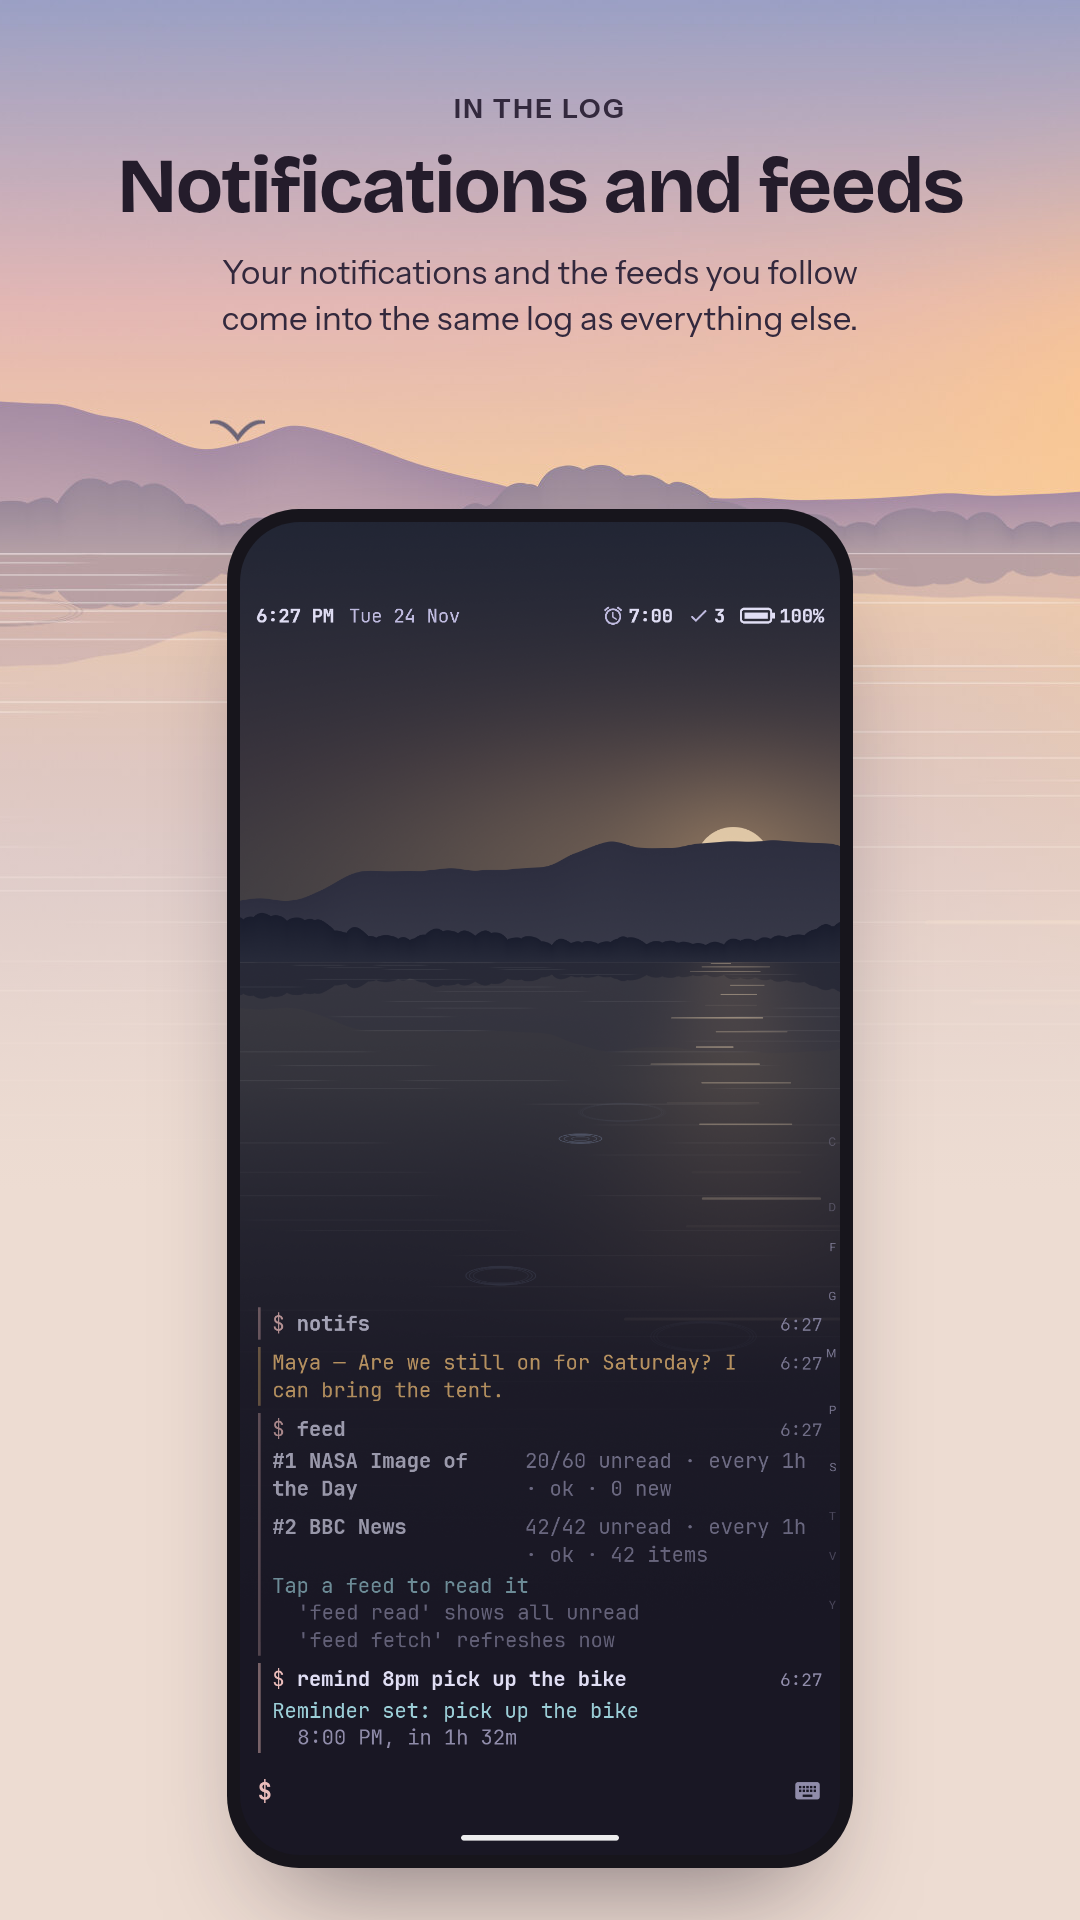 IN THE LOG
Notifications and feeds
Your notifications and the feeds you follow
come into the same log as everything else.
6:27 PM Tue 24 Nov 7:00 3 100%
C
D
F
G
$ notifs 6:27
M
Maya — Are we still on for Saturday? I 6:27
can bring the tent.
P
$ feed 6:27
#1 NASA Image of 20/60 unread · every 1h
S
the Day · ok · 0 new
T
#2 BBC News 42/42 unread · every 1h
V
· ok · 42 items
Tap a feed to read it
Y
'feed read' shows all unread
'feed fetch' refreshes now
$ remind 8pm pick up the bike 6:27
Reminder set: pick up the bike
8:00 PM, in 1h 32m
$